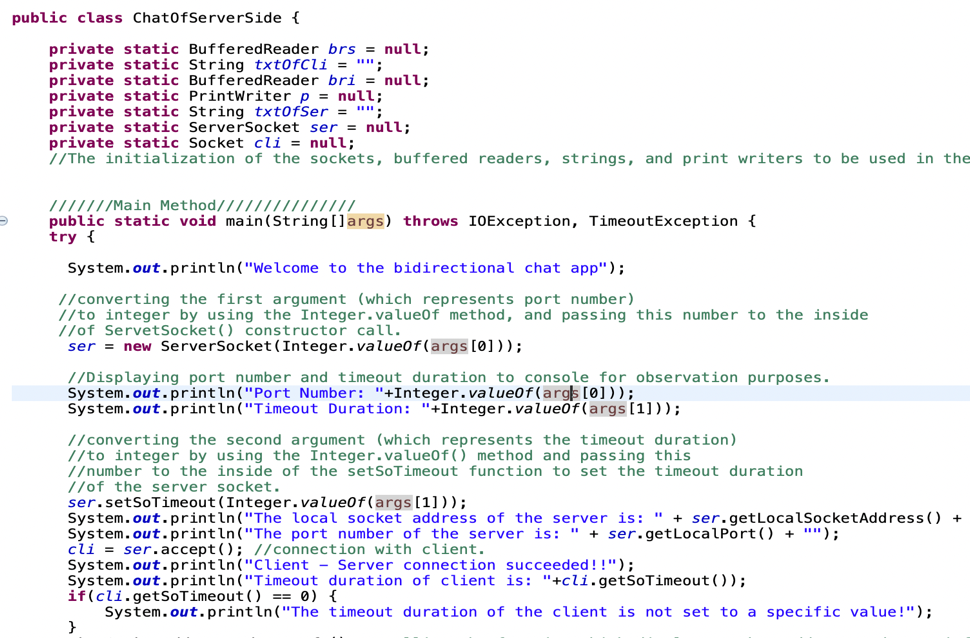 public class ChatOfServerSide {
private static BufferedReader brs = null;
private static String txtOfCli = "";
private static BufferedReader bri = null;
private static PrintWriter p = null;
private static String txtOfSer = "";
private static ServerSocket ser = null;
private static Socket cli = null;
//The initialization of the sockets, buffered readers, strings, and print writers to be used in the
///////Main Method///////////////
public static void main(String[]args) throws IOException, TimeoutException {
try {
System.out.println("Welcome to the bidirectional chat app");
//converting the first argument (which represents port number)
//to integer by using the Integer.valueOf method, and passing this number to the inside
//of ServetSocket() constructor call.
ser = new ServerSocket(Integer.valueOf(args[0]));
//Displaying port number and timeout duration to console for observation purposes.
System.out.println("Port Number: "+Integer.valueOf(args[0]));
System.out.println("Timeout Duration: "+Integer.valueOf(args[1]));
//converting the second argument (which represents the timeout duration)
//to integer by using the Integer.valueOf() method and passing this
//number to the inside of the setSoTimeout function to set the timeout duration
//of the server socket.
ser.setSoTimeout(Integer.valueOf(args[1]));
System.out.println("The local socket address of the server is: " + ser.getLocalSocketAddress() +
System.out.println("The port number of the server is: " + ser.getLocalPort() + "");
cli = ser.accept(); //connection with client.
System.out.println("Client – Server connection succeeded!!");
System.out.println("Timeout duration of client is: "+cli.getSoTimeout());
if(cli.getSoTimeout() == 0) {
System.out.println("The timeout duration of the client is not set to a specific value!");
}